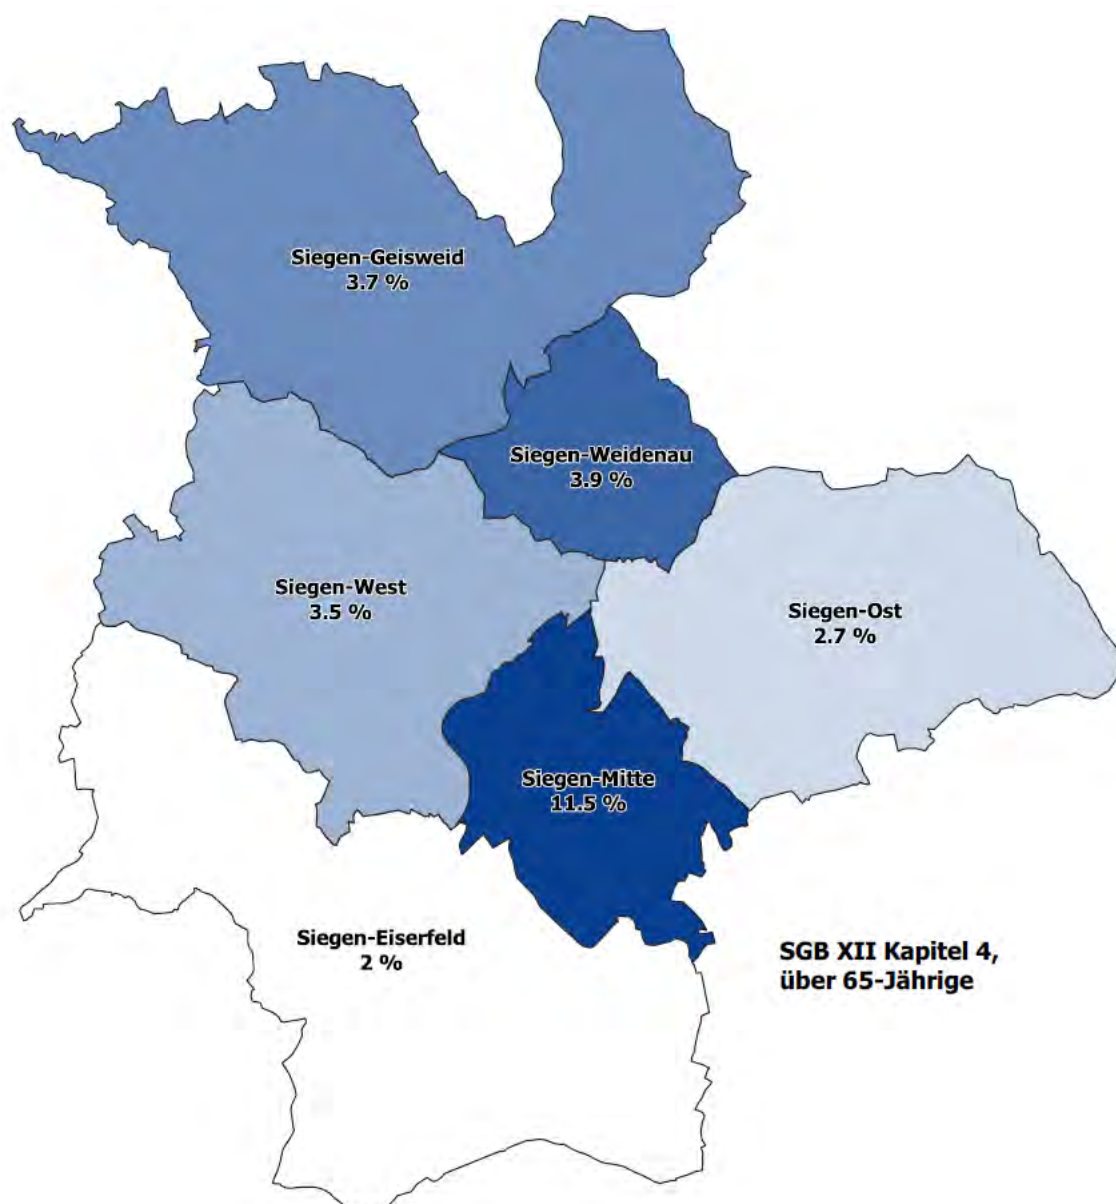 Siegen-Geisweid
3.7 %
Siegen-Weidenau
3.9 %
Siegen-West
3.5 %
Siegen-Ost
2.7 %
Siegen-Mitte
11.5 %
Siegen-Eiserfeld
2 %
SGB XII Kapitel 4,
über 65-Jährige